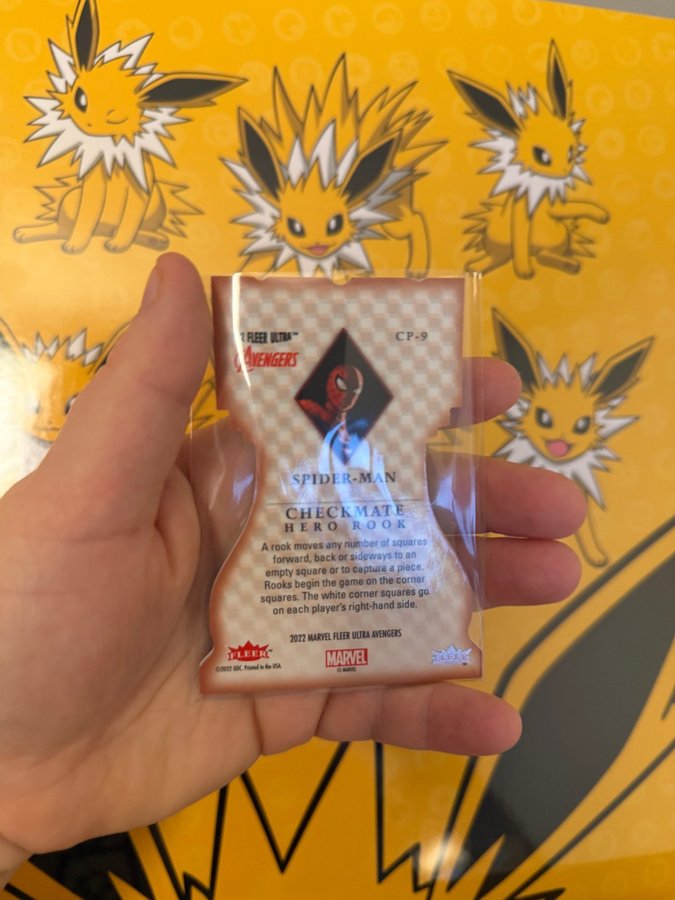 2 FLEER ULTRA™
AVENGERS
CP-9
SPIDER-MAN
CHECKMATE
HERO ROOK
A rook moves any number of squares
forward, back or sideways to an
empty square or to capture a piece.
Rooks begin the game on the corner
squares. The white corner squares go
on each player's right-hand side.
2022 MARVEL FLEER ULTRA AVENGERS
FLEER
©2022 UDC. Printed in the USA
MARVEL
© MARVEL
FLEER